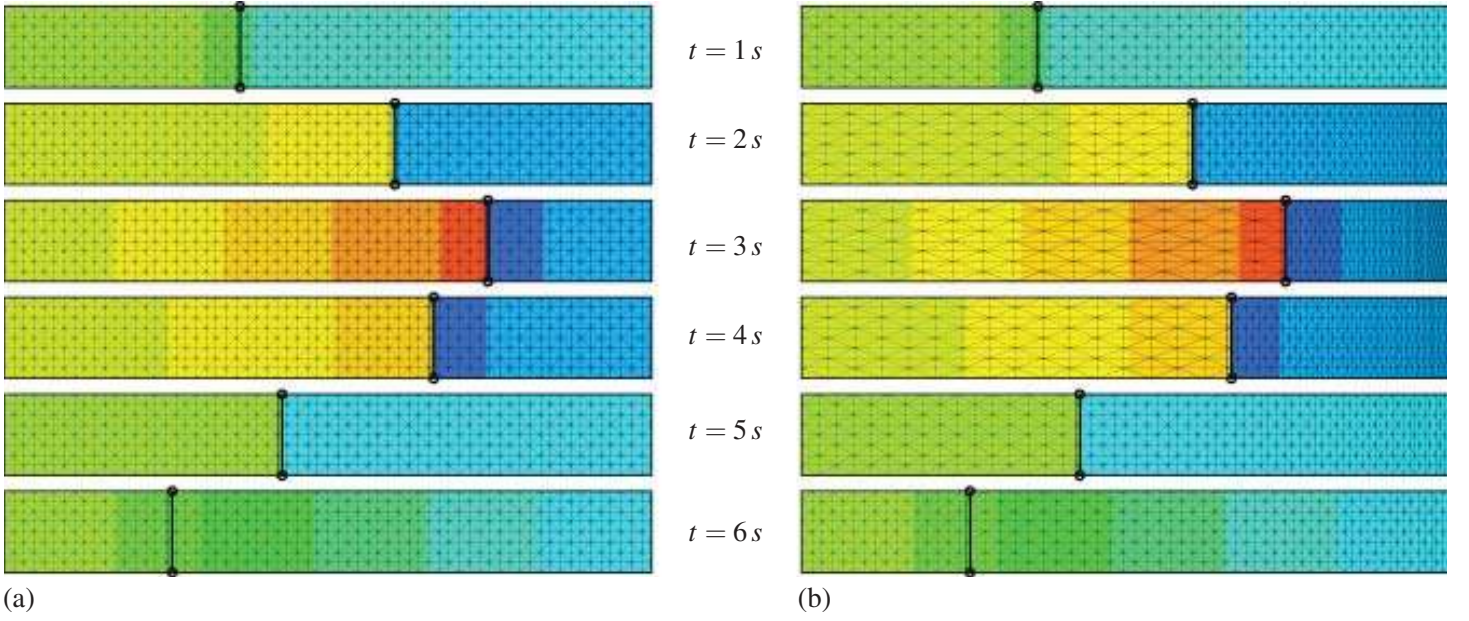 t = 1 s
t = 2 s
t = 3 s
t = 4 s
t = 5 s
t = 6 s
(a)
(b)